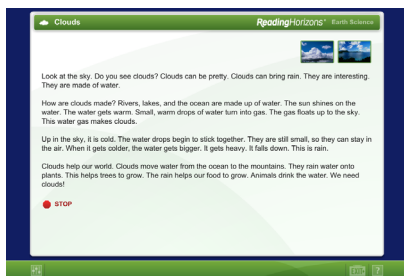 Clouds
ReadingHorizons® Earth Science
Look at the sky. Do you see clouds? Clouds can be pretty. Clouds can bring rain. They are interesting.
They are made of water.
How are clouds made? Rivers, lakes, and the ocean are made up of water. The sun shines on the
water. The water gets warm. Small, warm drops of water turn into gas. The gas floats up to the sky.
This water gas makes clouds.
Up in the sky, it is cold. The water drops begin to stick together. They are still small, so they can stay in
the air. When it gets colder, the water gets bigger. It gets heavy. It falls down. This is rain.
Clouds help our world. Clouds move water from the ocean to the mountains. They rain water onto
plants. This helps trees to grow. The rain helps our food to grow. Animals drink the water. We need
clouds!
STOP
?